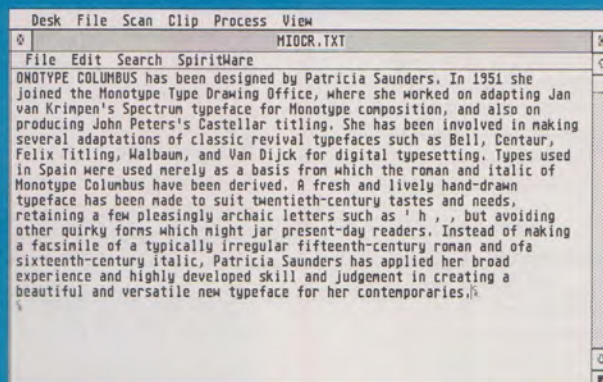 Desk File Scan Clip Process View
MIOCR.TXT
File Edit Search SpiritWare
ONOTYPE COLUMBUS has been designed by Patricia Saunders. In 1951 she
joined the Monotype Type Drawing Office, where she worked on adapting Jan
van Krimpen's Spectrum typeface for Monotype composition, and also on
producing John Peters's Castellar titling. She has been involved in making
several adaptations of classic revival typefaces such as Bell, Centaur,
Felix Titling, Walbaum, and Van Dijck for digital typesetting. Types used
in Spain were used merely as a basis from which the roman and italic of
Monotype Columbus have been derived. A fresh and lively hand-drawn
typeface has been made to suit twentieth-century tastes and needs,
retaining a few pleasingly archaic letters such as ' h , , but avoiding
other quirky forms which might jar present-day readers. Instead of making
a facsimile of a typically irregular fifteenth-century roman and ofa
sixteenth-century italic, Patricia Saunders has applied her broad
experience and highly developed skill and judgement in creating a
beautiful and versatile new typeface for her contemporaries.